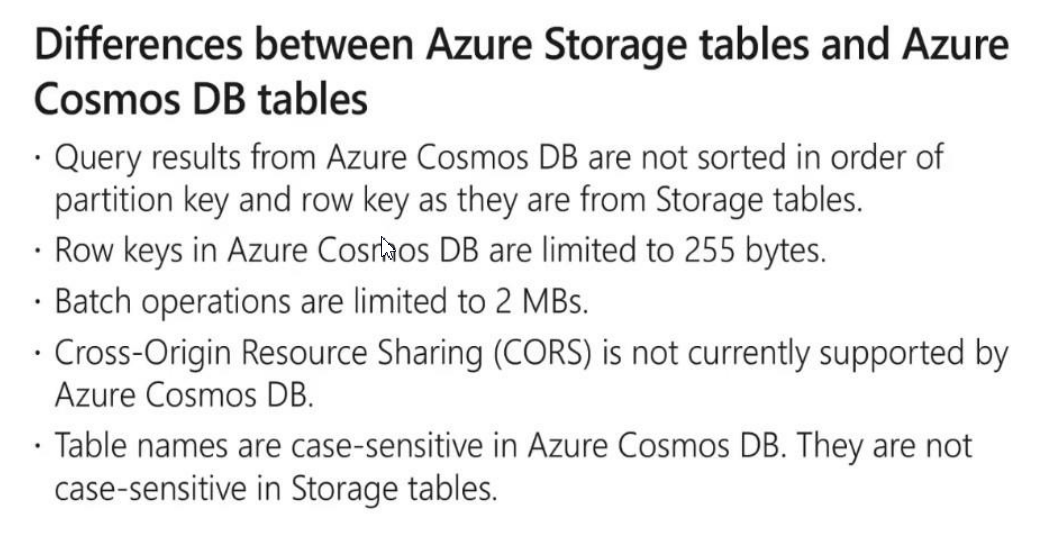 Differences between Azure Storage tables and Azure
Cosmos DB tables
· Query results from Azure Cosmos DB are not sorted in order of
partition key and row key as they are from Storage tables.
· Row keys in Azure Cosmos DB are limited to 255 bytes.
· Batch operations are limited to 2 MBs.
· Cross-Origin Resource Sharing (CORS) is not currently supported by
Azure Cosmos DB.
· Table names are case-sensitive in Azure Cosmos DB. They are not
case-sensitive in Storage tables.